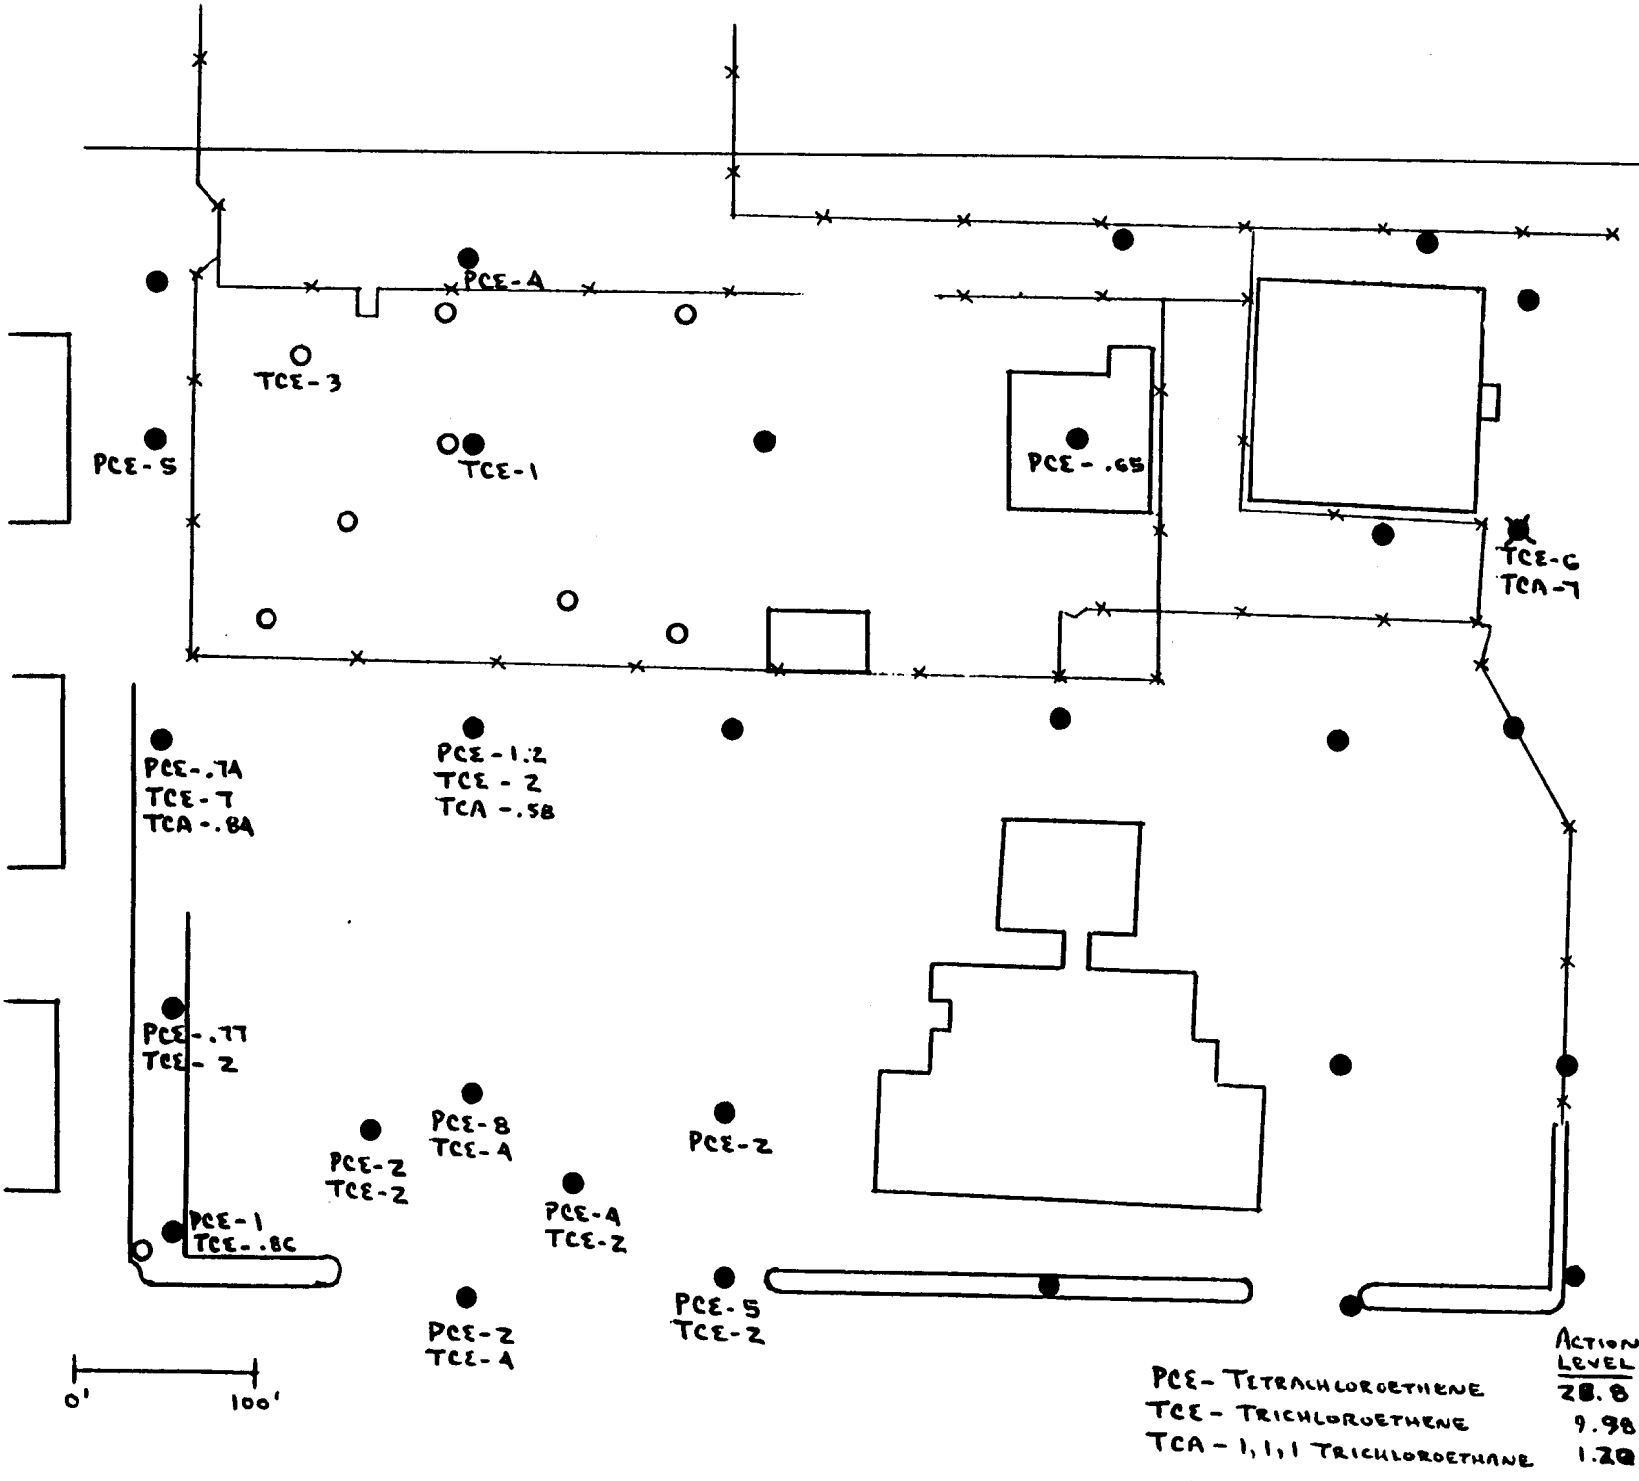 PCE-4
TCE-3
PCE-5
TCE-1
PCE-.65
TCE-6
TCA-7
PCE-.74
TCE-7
TCA-.84
PCE-1.2
TCE-2
TCA-.58
PCE-.77
TCE-2
PCE-8
TCE-4
PCE-2
TCE-2
PCE-2
PCE-4
TCE-2
PCE-1
TCE-.86
PCE-2
TCE-4
PCE-5
TCE-2
0'
100'
ACTION
LEVEL
PCE- TETRACHLOROETHENE 28.8
TCE- TRICHLOROETHENE 9.98
TCA-1,1,1 TRICHLOROETHANE